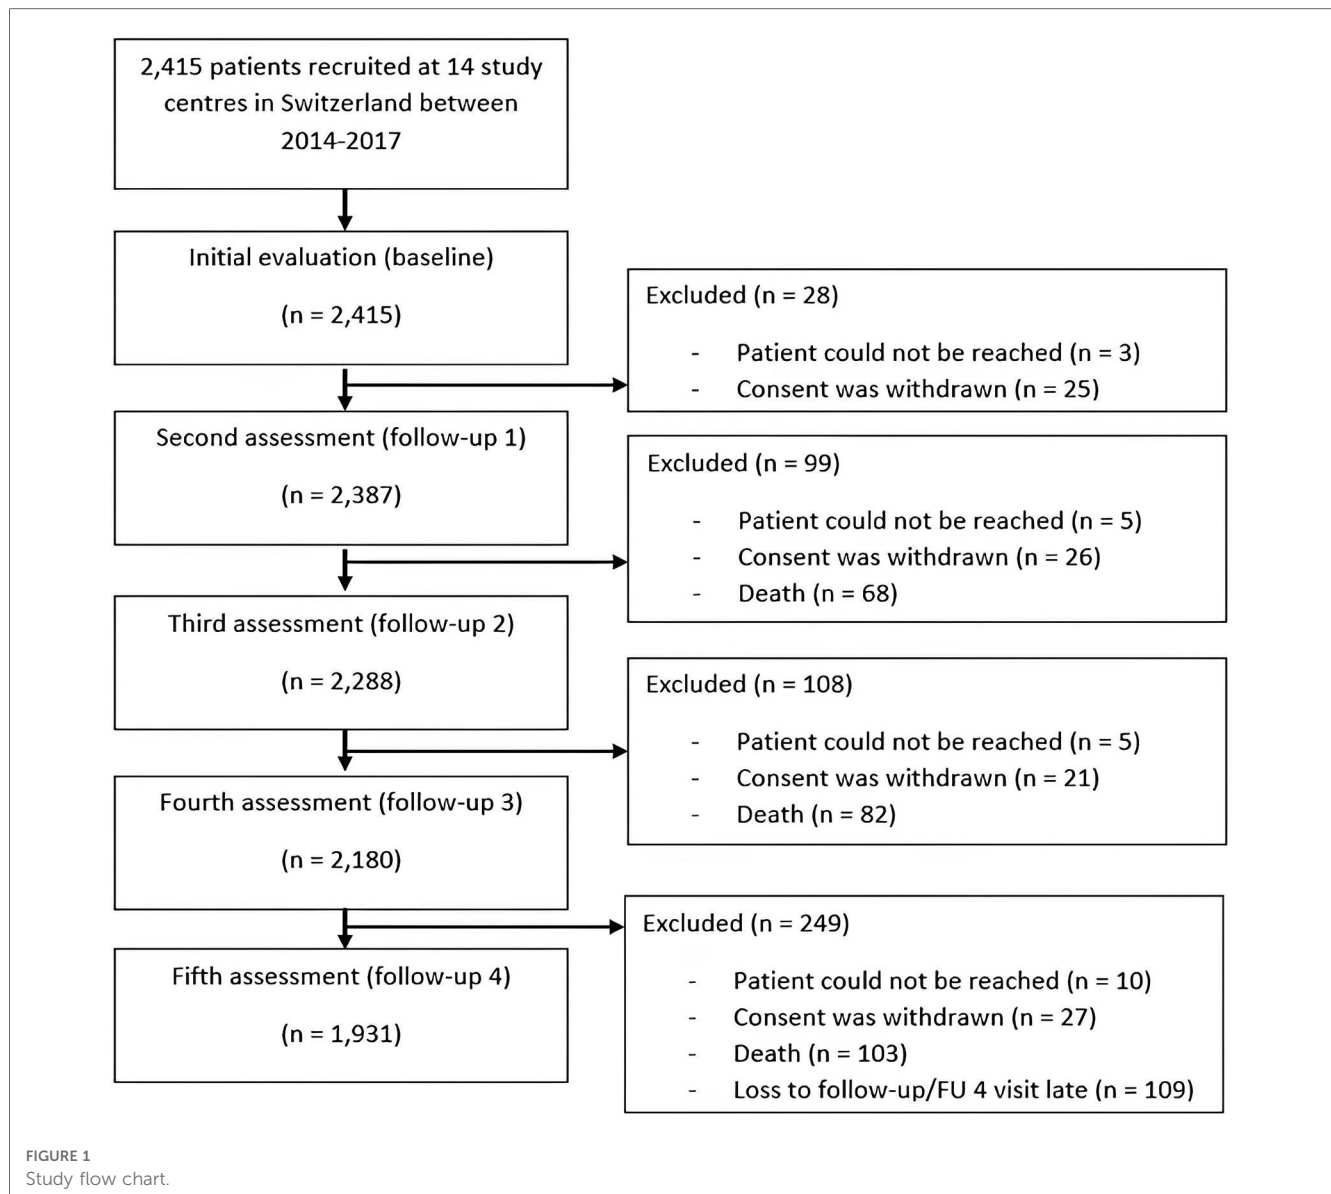 2,415 patients recruited at 14 study
centres in Switzerland between
2014-2017
Initial evaluation (baseline)
(n = 2,415)
Excluded (n = 28)
- Patient could not be reached (n = 3)
- Consent was withdrawn (n = 25)
Second assessment (follow-up 1)
(n = 2,387)
Excluded (n = 99)
- Patient could not be reached (n = 5)
- Consent was withdrawn (n = 26)
- Death (n = 68)
Third assessment (follow-up 2)
(n = 2,288)
Excluded (n = 108)
- Patient could not be reached (n = 5)
- Consent was withdrawn (n = 21)
- Death (n = 82)
Fourth assessment (follow-up 3)
(n = 2,180)
Excluded (n = 249)
- Patient could not be reached (n = 10)
- Consent was withdrawn (n = 27)
- Death (n = 103)
- Loss to follow-up/FU 4 visit late (n = 109)
Fifth assessment (follow-up 4)
(n = 1,931)
FIGURE 1
Study flow chart.